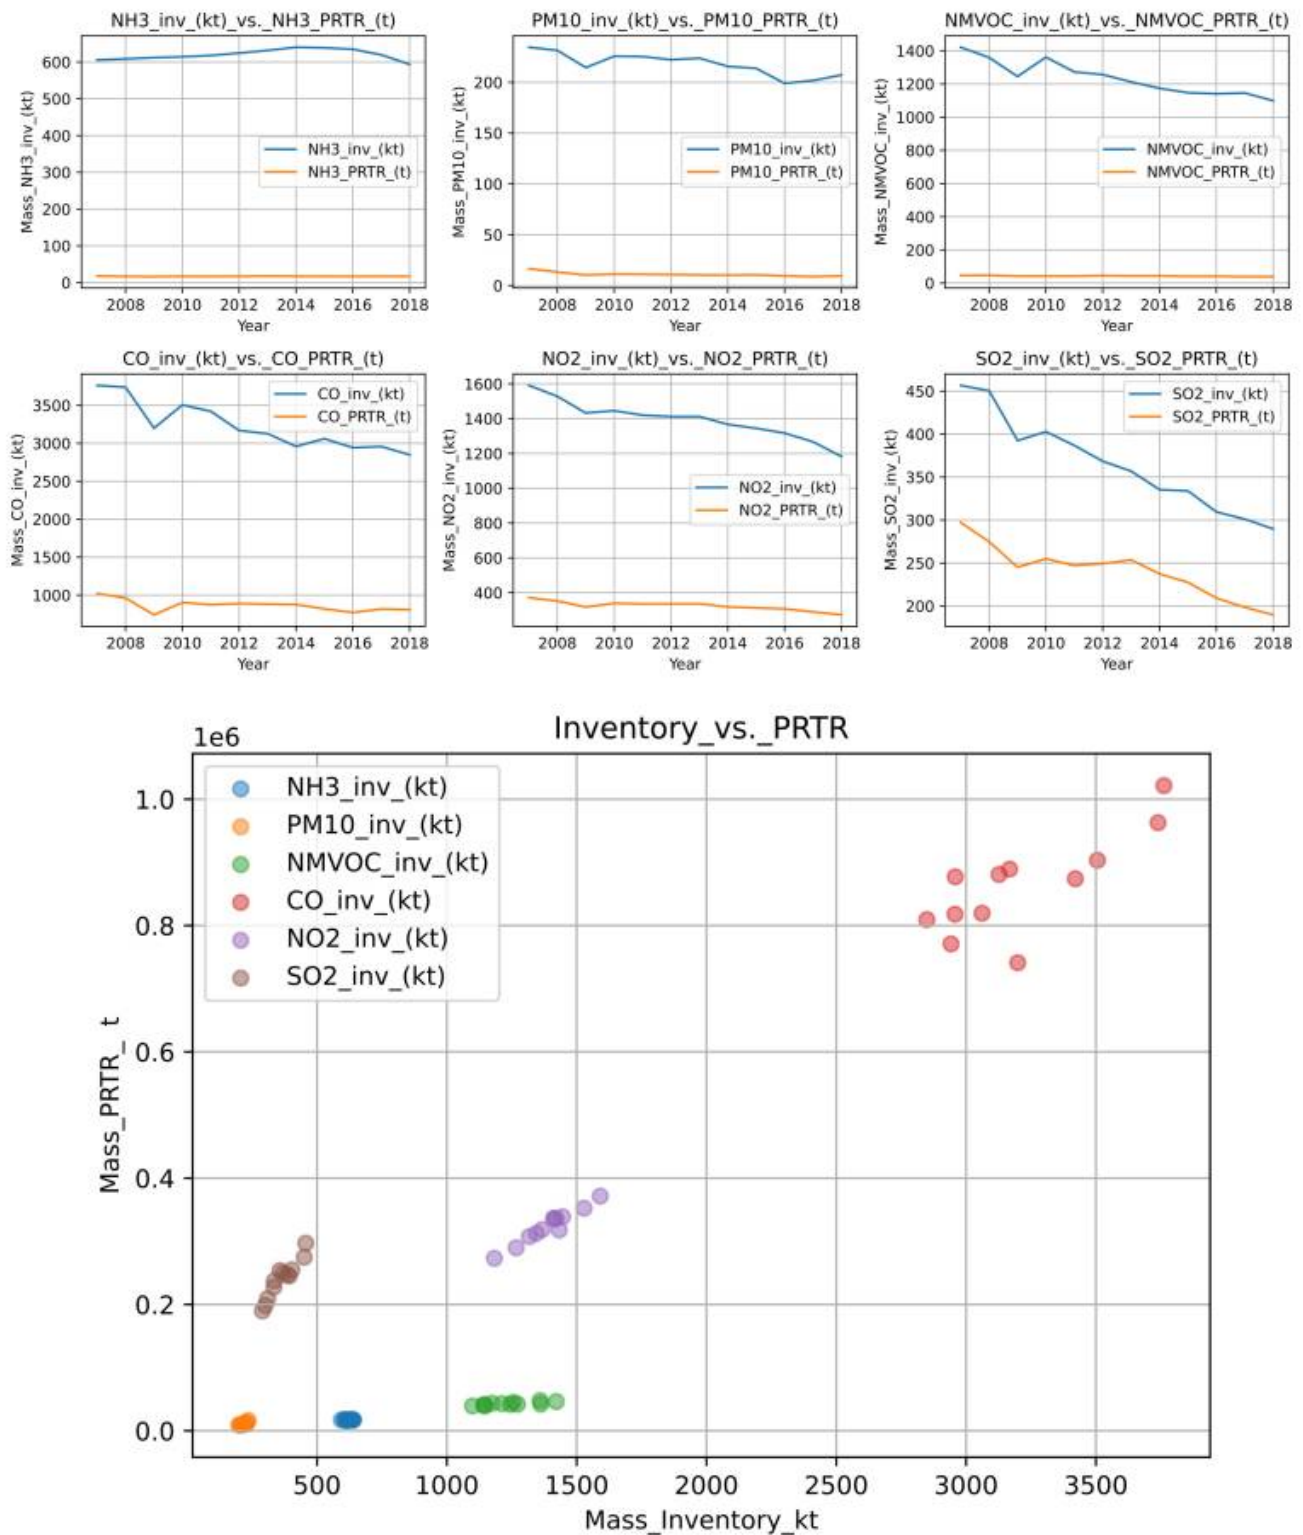 NH3_inv_(kt)_vs._NH3_PRTR_(t)
Mass_NH3_inv_(kt)
600
500
400
300
200
100
0
NH3_inv_(kt)
NH3_PRTR_(t)
2008 2010 2012 2014 2016 2018
Year
PM10_inv_(kt)_vs._PM10_PRTR_(t)
Mass_PM10_inv_(kt)
200
150
100
50
0
PM10_inv_(kt)
PM10_PRTR_(t)
2008 2010 2012 2014 2016 2018
Year
NMVOC_inv_(kt)_vs._NMVOC_PRTR_(t)
Mass_NMVOC_inv_(kt)
1400
1200
1000
800
600
400
200
0
NMVOC_inv_(kt)
NMVOC_PRTR_(t)
2008 2010 2012 2014 2016 2018
Year
CO_inv_(kt)_vs._CO_PRTR_(t)
Mass_CO_inv_(kt)
3500
3000
2500
2000
1500
1000
CO_inv_(kt)
CO_PRTR_(t)
2008 2010 2012 2014 2016 2018
Year
NO2_inv_(kt)_vs._NO2_PRTR_(t)
Mass_NO2_inv_(kt)
1600
1400
1200
1000
800
600
400
NO2_inv_(kt)
NO2_PRTR_(t)
2008 2010 2012 2014 2016 2018
Year
SO2_inv_(kt)_vs._SO2_PRTR_(t)
Mass_SO2_inv_(kt)
450
400
350
300
250
200
SO2_inv_(kt)
SO2_PRTR_(t)
2008 2010 2012 2014 2016 2018
Year
Inventory_vs._PRTR
1e6
Mass_PRTR_ t
1.0
0.8
0.6
0.4
0.2
0.0
NH3_inv_(kt)
PM10_inv_(kt)
NMVOC_inv_(kt)
CO_inv_(kt)
NO2_inv_(kt)
SO2_inv_(kt)
500 1000 1500 2000 2500 3000 3500
Mass_Inventory_kt